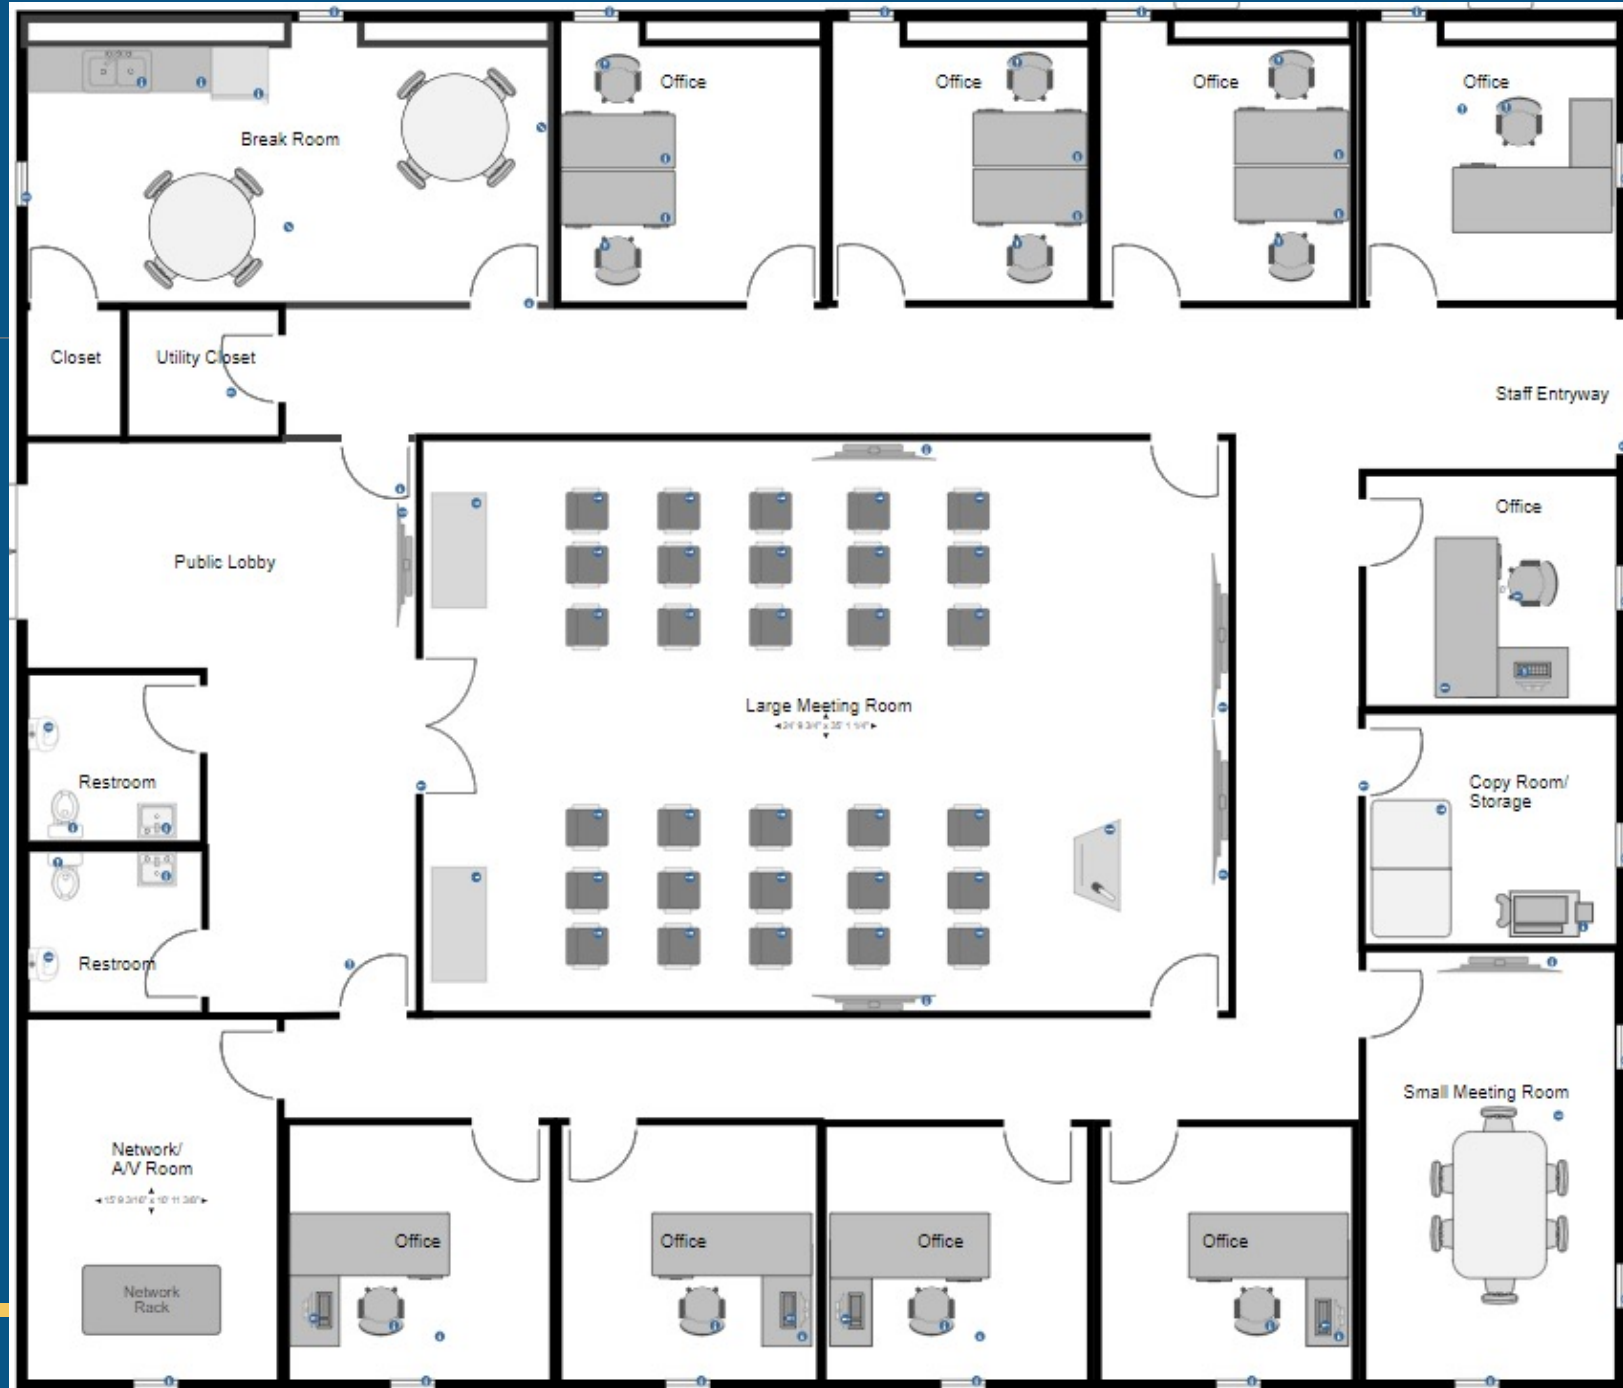 Office
Office
Office
Office
Break Room
Closet
Utility Closet
Staff Entryway
Office
Public Lobby
Large Meeting Room
Restroom
Copy Room/
Storage
Restroom
Small Meeting Room
Network/
A/V Room
Office
Office
Office
Office
Network
Rack